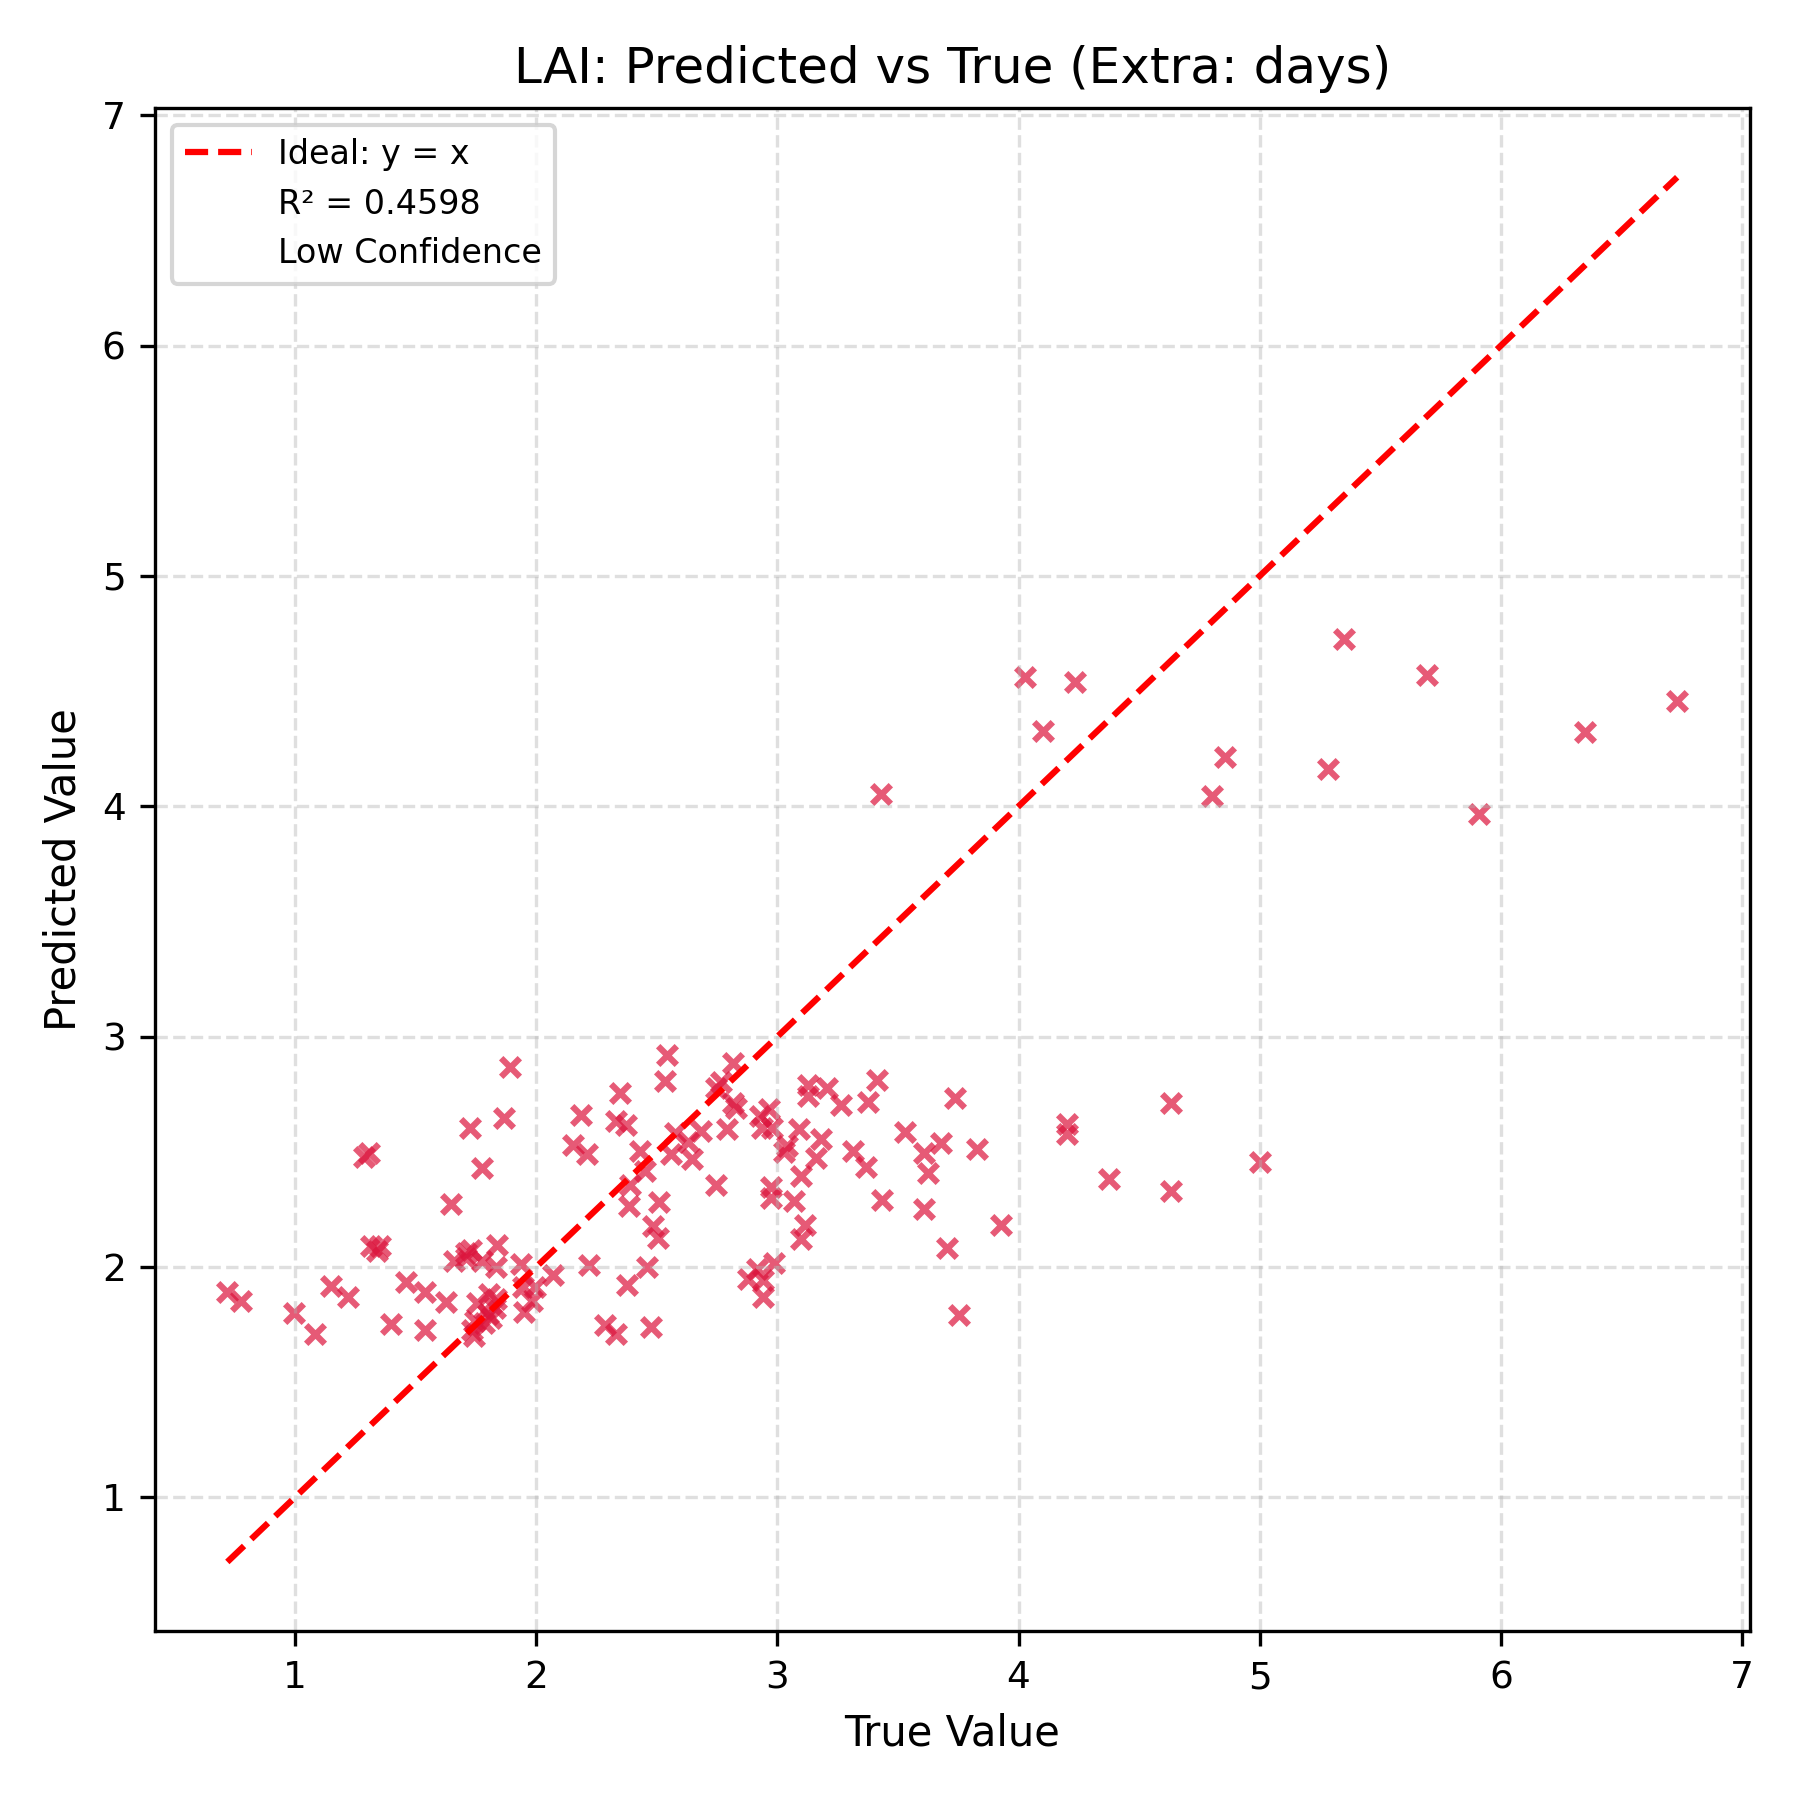 LAI: Predicted vs True (Extra: days)
Ideal: y = x
R² = 0.4598
Low Confidence
7
6
5
4
3
2
1
Predicted Value
1 2 3 4 5 6 7
True Value